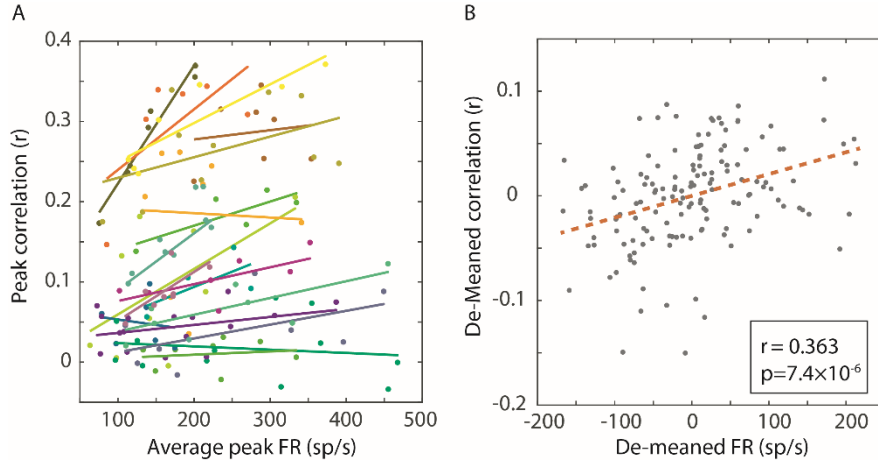 A
B
0.4
0.3
0.2
0.1
0
Peak correlation (r)
100
200
300
400
500
Average peak FR (sp/s)
0.1
0
-0.1
-0.2
De-Meaned correlation (r)
r = 0.363
p=7.4×10-6
-200
-100
0
100
200
De-meaned FR (sp/s)